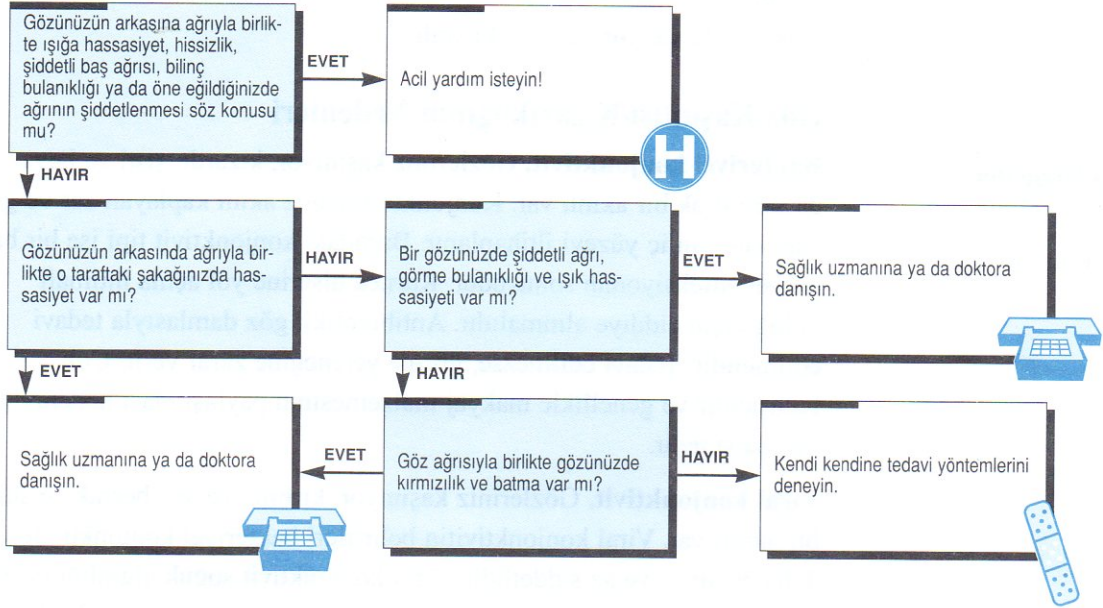 Gözünüzün arkasına ağrıyla birlik-
te ışığa hassasiyet, hissizlik,
şiddetli baş ağrısı, bilinç
bulanıklığı ya da öne eğildiğinizde
ağrının şiddetlenmesi söz konusu
mu?
EVET
Acil yardım isteyin!
H
HAYIR
Gözünüzün arkasında ağrıyla bir-
likte o taraftaki şakağınızda has-
sasiyet var mı?
HAYIR
Bir gözünüzde şiddetli ağrı,
görme bulanıklığı ve ışık has-
sasiyeti var mı?
EVET
Sağlık uzmanına ya da doktora
danışın.
EVET
HAYIR
Sağlık uzmanına ya da doktora
danışın.
EVET
Göz ağrısıyla birlikte gözünüzde
kırmızılık ve batma var mı?
HAYIR
Kendi kendine tedavi yöntemlerini
deneyin.